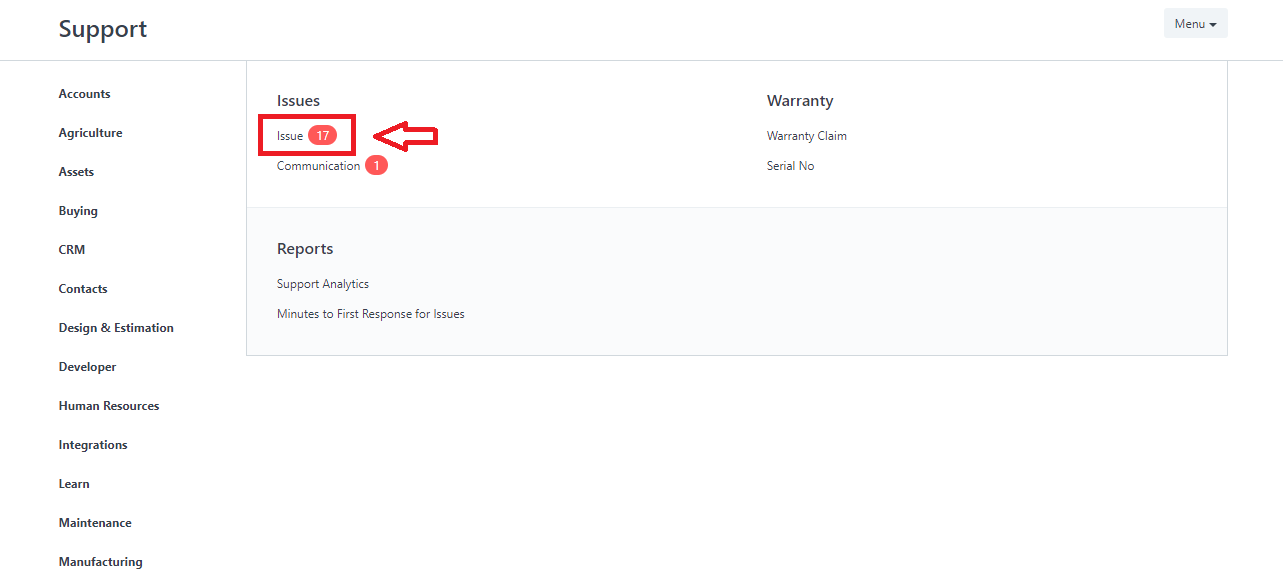 Support
Menu
Accounts
Agriculture
Assets
Buying
CRM
Contacts
Design & Estimation
Developer
Human Resources
Integrations
Learn
Maintenance
Manufacturing
Issues
Issue 17
Communication 1
Warranty
Warranty Claim
Serial No
Reports
Support Analytics
Minutes to First Response for Issues